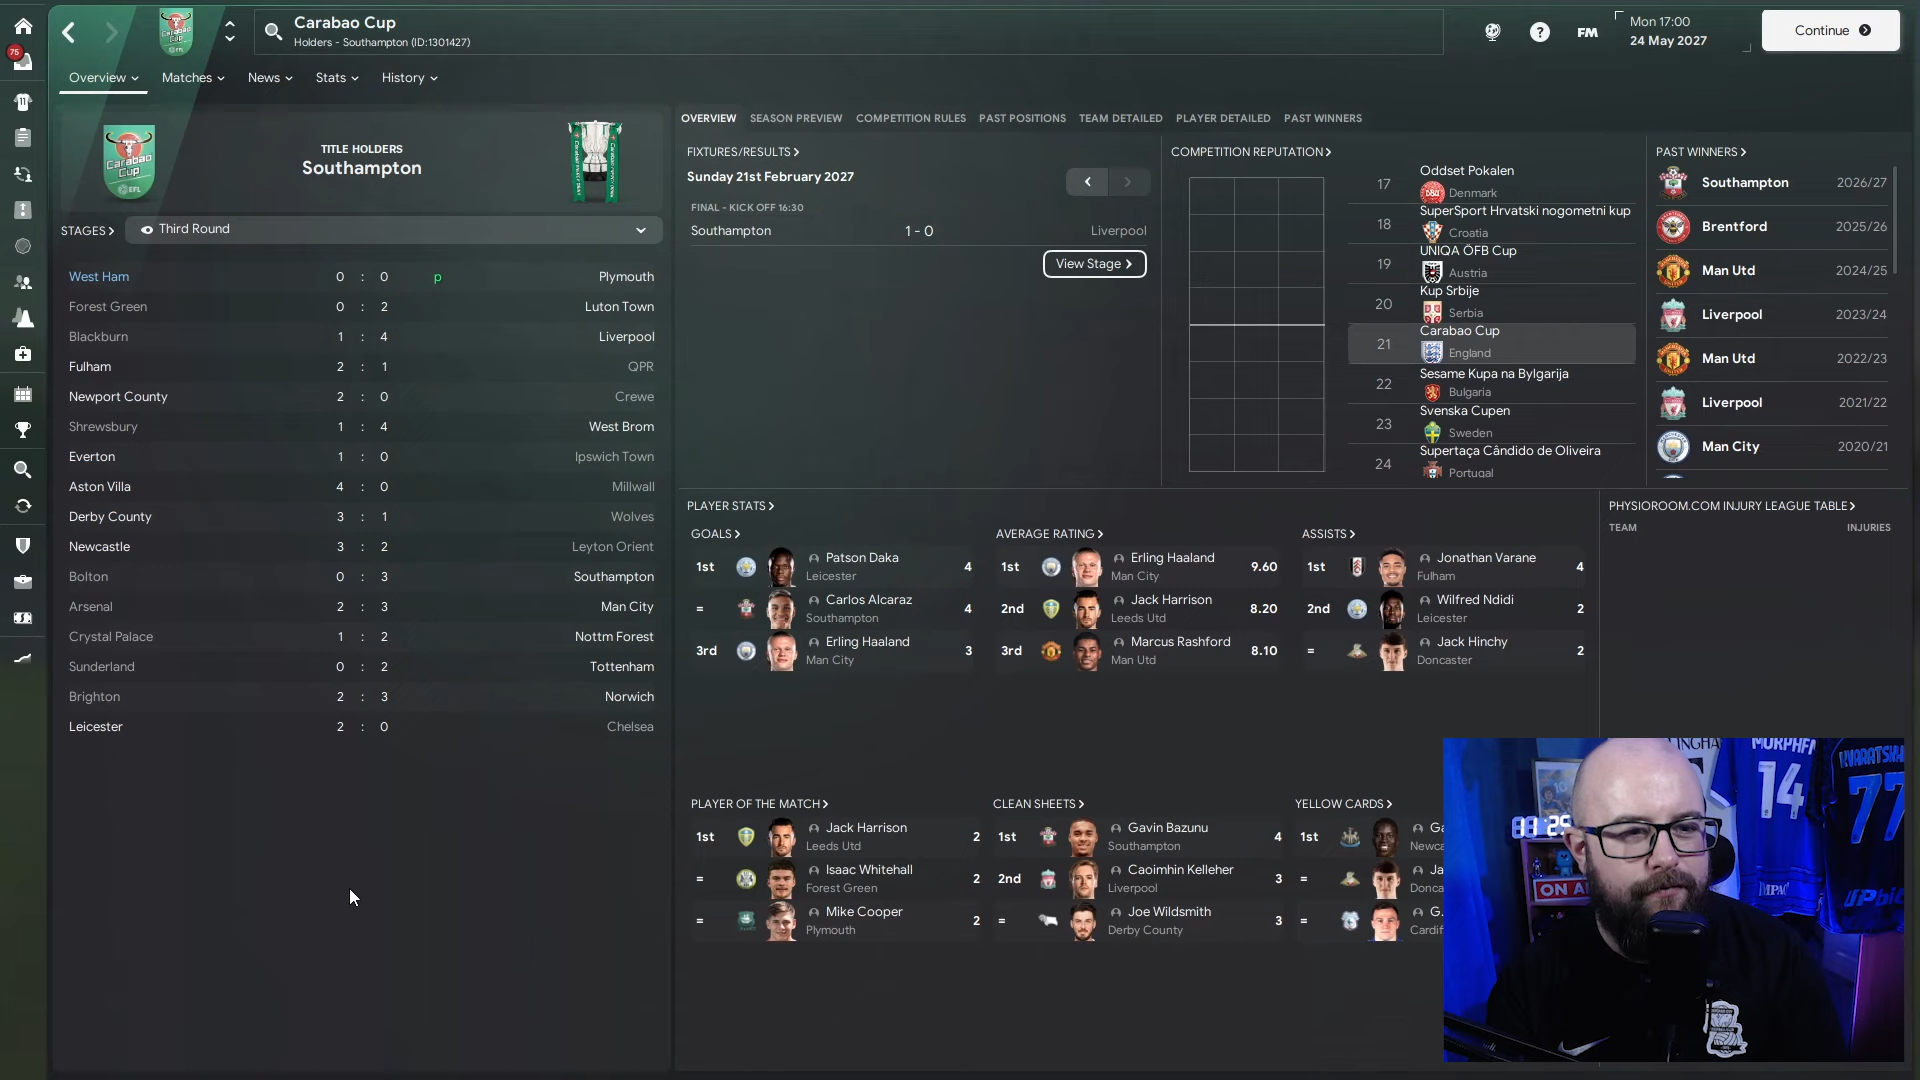 Carabao Cup
Holders - Southampton (ID:1301427)
FM
Mon 17:00
24 May 2027
Continue
75
Overview
Matches
News
Stats
History
Carabao Cup
EFL
TITLE HOLDERS
Southampton
STAGES
Third Round
West Ham 0 : 0 p Plymouth
Forest Green 0 : 2 Luton Town
Blackburn 1 : 4 Liverpool
Fulham 2 : 1 QPR
Newport County 2 : 0 Crewe
Shrewsbury 1 : 4 West Brom
Everton 1 : 0 Ipswich Town
Aston Villa 4 : 0 Millwall
Derby County 3 : 1 Wolves
Newcastle 3 : 2 Leyton Orient
Bolton 0 : 3 Southampton
Arsenal 2 : 3 Man City
Crystal Palace 1 : 2 Nottm Forest
Sunderland 0 : 2 Tottenham
Brighton 2 : 3 Norwich
Leicester 2 : 0 Chelsea
OVERVIEW SEASON PREVIEW COMPETITION RULES PAST POSITIONS TEAM DETAILED PLAYER DETAILED PAST WINNERS
FIXTURES/RESULTS
Sunday 21st February 2027
FINAL - KICK OFF 16:30
Southampton 1 - 0 Liverpool
View Stage
COMPETITION REPUTATION
17 Oddset Pokalen
Denmark
18 SuperSport Hrvatski nogometni kup
Croatia
19 UNIQA ÖFB Cup
Austria
20 Kup Srbije
Serbia
21 Carabao Cup
England
22 Sesame Kupa na Bylgarija
Bulgaria
23 Svenska Cupen
Sweden
24 Supertaça Cândido de Oliveira
Portugal
PAST WINNERS
Southampton 2026/27
Brentford 2025/26
Man Utd 2024/25
Liverpool 2023/24
Man Utd 2022/23
Liverpool 2021/22
Man City 2020/21
PLAYER STATS
GOALS
1st Patson Daka 4
Leicester
= Carlos Alcaraz 4
Southampton
3rd Erling Haaland 3
Man City
AVERAGE RATING
1st Erling Haaland 9.60
Man City
2nd Jack Harrison 8.20
Leeds Utd
3rd Marcus Rashford 8.10
Man Utd
ASSISTS
1st Jonathan Varane 4
Fulham
2nd Wilfred Ndidi 2
Leicester
= Jack Hinchy 2
Doncaster
PHYSIOROOM.COM INJURY LEAGUE TABLE
TEAM INJURIES
PLAYER OF THE MATCH
1st Jack Harrison 2
Leeds Utd
= Isaac Whitehall 2
Forest Green
= Mike Cooper 2
Plymouth
CLEAN SHEETS
1st Gavin Bazunu 4
Southampton
2nd Caoimhin Kelleher 3
Liverpool
= Joe Wildsmith 3
Derby County
YELLOW CARDS
1st Ga
Newca
= Ja
Donca
= G.
Cardif
14
77
11:25
ON A